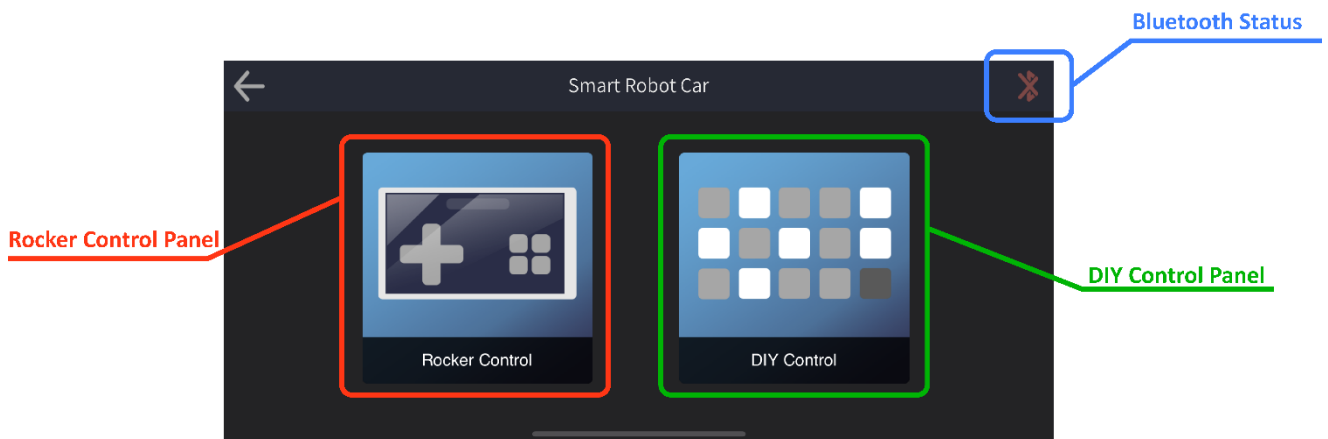 Bluetooth Status
Smart Robot Car
Rocker Control Panel
DIY Control Panel
Rocker Control
DIY Control